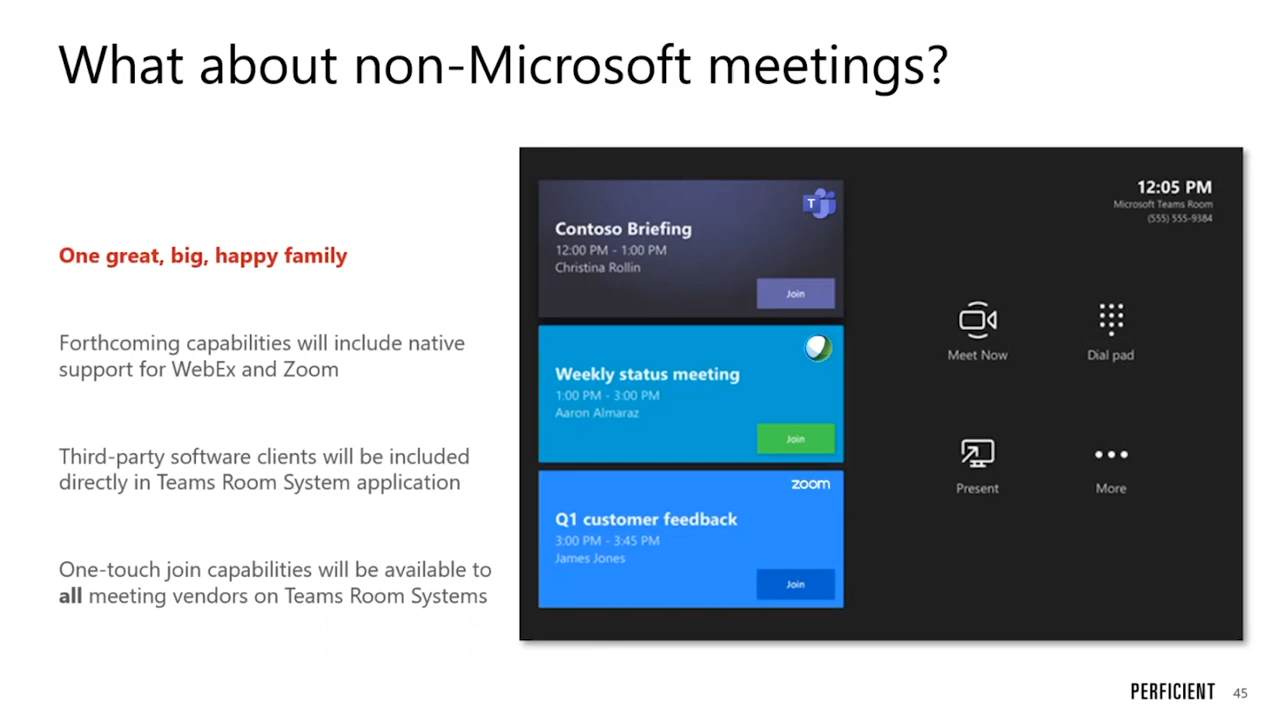 What about non-Microsoft meetings?
One great, big, happy family
Forthcoming capabilities will include native
support for WebEx and Zoom
Third-party software clients will be included
directly in Teams Room System application
One-touch join capabilities will be available to
all meeting vendors on Teams Room Systems
T
Contoso Briefing
12:00 PM - 1:00 PM
Christina Rollin
Join
Weekly status meeting
1:00 PM - 3:00 PM
Aaron Almaraz
Join
zoom
Q1 customer feedback
3:00 PM - 3:45 PM
James Jones
Join
12:05 PM
Microsoft Teams Room
(555) 555-9384
Meet Now
Dial pad
Present
More
PERFICIENT
45